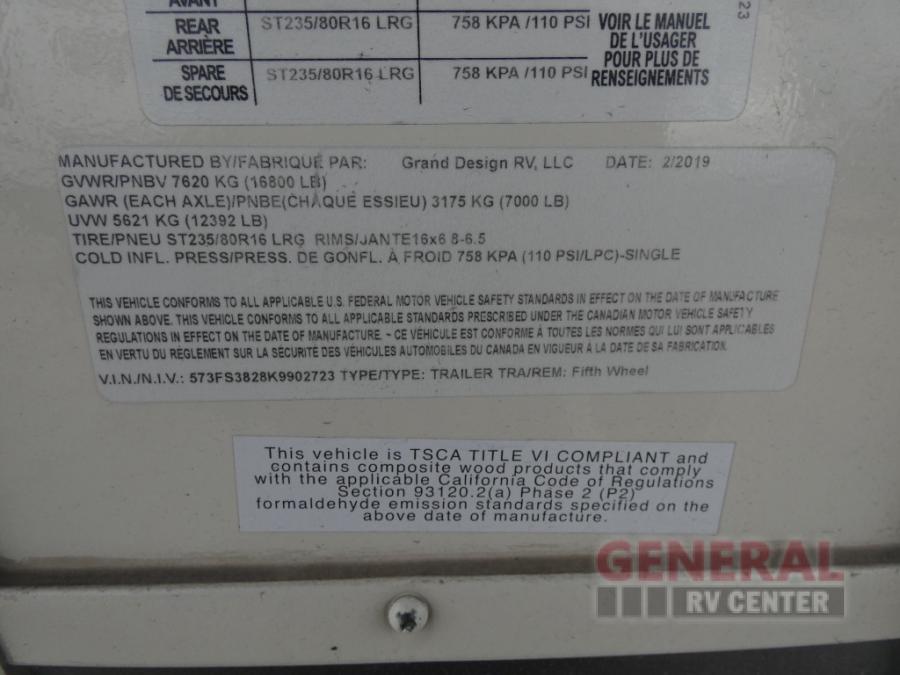 AVANT
REAR ST235/80R16 LRG 758 KPA /110 PSI VOIR LE MANUEL
ARRIÈRE DE L'USAGER
POUR PLUS DE
SPARE ST235/80R16 LRG 758 KPA /110 PSI RENSEIGNEMENTS
DE SECOURS
23
MANUFACTURED BY/FABRIQUE PAR: Grand Design RV, LLC DATE: 2/2019
GVWR/PNBV 7620 KG (16800 LB)
GAWR (EACH AXLE)/PNBE(CHAQUE ESSIEU) 3175 KG (7000 LB)
UVW 5621 KG (12392 LB)
TIRE/PNEU ST235/80R16 LRG RIMS/JANTE16x6 8-6.5
COLD INFL. PRESS/PRESS. DE GONFL. À FROID 758 KPA (110 PSI/LPC)-SINGLE
THIS VEHICLE CONFORMS TO ALL APPLICABLE U.S. FEDERAL MOTOR VEHICLE SAFETY STANDARDS IN EFFECT ON THE DATE OF MANUFACTURE
SHOWN ABOVE. THIS VEHICLE CONFORMS TO ALL APPLICABLE STANDARDS PRESCRIBED UNDER THE CANADIAN MOTOR VEHICLE SAFETY
REGULATIONS IN EFFECT ON THE DATE OF MANUFACTURE. - CE VÉHICULE EST CONFORME À TOUTES LES NORMES QUI LUI SONT APPLICABLES
EN VERTU DU RÉGLEMENT SUR LA SÉCURITÉ DES VÉHICULES AUTOMOBILES DU CANADA EN VIGUEUR À LA DATE DE SA FABRICATION.
V.I.N./N.I.V.: 573FS3828K9902723 TYPE/TYPE: TRAILER TRA/REM: Fifth Wheel
This vehicle is TSCA TITLE VI COMPLIANT and
contains composite wood products that comply
with the applicable California Code of Regulations
Section 93120.2(a) Phase 2 (P2)
formaldehyde emission standards specified on the
above date of manufacture.
GENERAL
RV CENTER